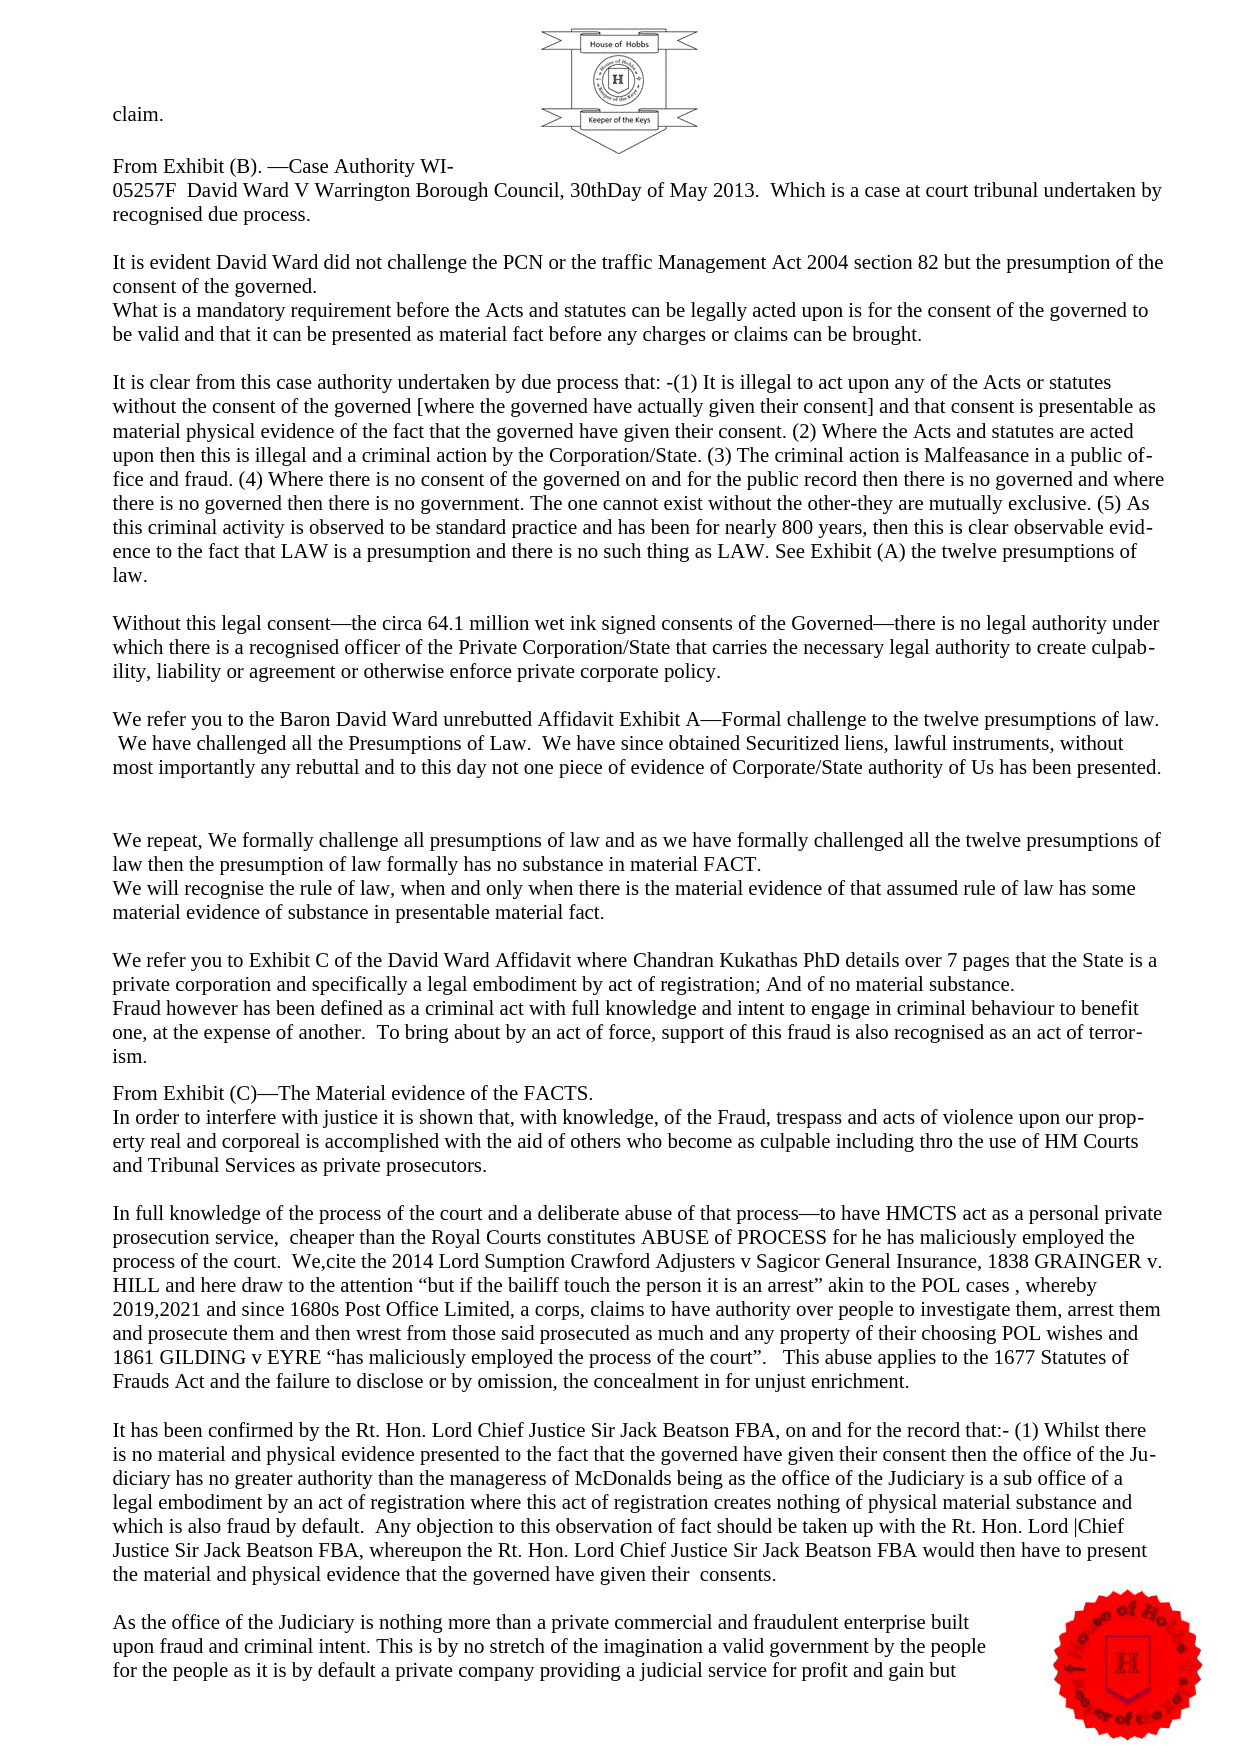 House of Hobbs
House of Hobbs
H
Keeper of the Keys
Keeper of the Keys
claim.
From Exhibit (B). —Case Authority WI-
05257F  David Ward V Warrington Borough Council, 30thDay of May 2013.  Which is a case at court tribunal undertaken by
recognised due process.
It is evident David Ward did not challenge the PCN or the traffic Management Act 2004 section 82 but the presumption of the
consent of the governed.
What is a mandatory requirement before the Acts and statutes can be legally acted upon is for the consent of the governed to
be valid and that it can be presented as material fact before any charges or claims can be brought.
It is clear from this case authority undertaken by due process that: -(1) It is illegal to act upon any of the Acts or statutes
without the consent of the governed [where the governed have actually given their consent] and that consent is presentable as
material physical evidence of the fact that the governed have given their consent. (2) Where the Acts and statutes are acted
upon then this is illegal and a criminal action by the Corporation/State. (3) The criminal action is Malfeasance in a public of-
fice and fraud. (4) Where there is no consent of the governed on and for the public record then there is no governed and where
there is no governed then there is no government. The one cannot exist without the other-they are mutually exclusive. (5) As
this criminal activity is observed to be standard practice and has been for nearly 800 years, then this is clear observable evid-
ence to the fact that LAW is a presumption and there is no such thing as LAW. See Exhibit (A) the twelve presumptions of
law.
Without this legal consent—the circa 64.1 million wet ink signed consents of the Governed—there is no legal authority under
which there is a recognised officer of the Private Corporation/State that carries the necessary legal authority to create culpab-
ility, liability or agreement or otherwise enforce private corporate policy.
We refer you to the Baron David Ward unrebutted Affidavit Exhibit A—Formal challenge to the twelve presumptions of law.
We have challenged all the Presumptions of Law.  We have since obtained Securitized liens, lawful instruments, without
most importantly any rebuttal and to this day not one piece of evidence of Corporate/State authority of Us has been presented.
We repeat, We formally challenge all presumptions of law and as we have formally challenged all the twelve presumptions of
law then the presumption of law formally has no substance in material FACT.
We will recognise the rule of law, when and only when there is the material evidence of that assumed rule of law has some
material evidence of substance in presentable material fact.
We refer you to Exhibit C of the David Ward Affidavit where Chandran Kukathas PhD details over 7 pages that the State is a
private corporation and specifically a legal embodiment by act of registration; And of no material substance.
Fraud however has been defined as a criminal act with full knowledge and intent to engage in criminal behaviour to benefit
one, at the expense of another.  To bring about by an act of force, support of this fraud is also recognised as an act of terror-
ism.
From Exhibit (C)—The Material evidence of the FACTS.
In order to interfere with justice it is shown that, with knowledge, of the Fraud, trespass and acts of violence upon our prop-
erty real and corporeal is accomplished with the aid of others who become as culpable including thro the use of HM Courts
and Tribunal Services as private prosecutors.
In full knowledge of the process of the court and a deliberate abuse of that process—to have HMCTS act as a personal private
prosecution service,  cheaper than the Royal Courts constitutes ABUSE of PROCESS for he has maliciously employed the
process of the court.  We,cite the 2014 Lord Sumption Crawford Adjusters v Sagicor General Insurance, 1838 GRAINGER v.
HILL and here draw to the attention “but if the bailiff touch the person it is an arrest” akin to the POL cases , whereby
2019,2021 and since 1680s Post Office Limited, a corps, claims to have authority over people to investigate them, arrest them
and prosecute them and then wrest from those said prosecuted as much and any property of their choosing POL wishes and
1861 GILDING v EYRE “has maliciously employed the process of the court”.   This abuse applies to the 1677 Statutes of
Frauds Act and the failure to disclose or by omission, the concealment in for unjust enrichment.
It has been confirmed by the Rt. Hon. Lord Chief Justice Sir Jack Beatson FBA, on and for the record that:- (1) Whilst there
is no material and physical evidence presented to the fact that the governed have given their consent then the office of the Ju-
diciary has no greater authority than the manageress of McDonalds being as the office of the Judiciary is a sub office of a
legal embodiment by an act of registration where this act of registration creates nothing of physical material substance and
which is also fraud by default.  Any objection to this observation of fact should be taken up with the Rt. Hon. Lord |Chief
Justice Sir Jack Beatson FBA, whereupon the Rt. Hon. Lord Chief Justice Sir Jack Beatson FBA would then have to present
the material and physical evidence that the governed have given their  consents.
As the office of the Judiciary is nothing more than a private commercial and fraudulent enterprise built
upon fraud and criminal intent. This is by no stretch of the imagination a valid government by the people
for the people as it is by default a private company providing a judicial service for profit and gain but
House of Hobbs
H